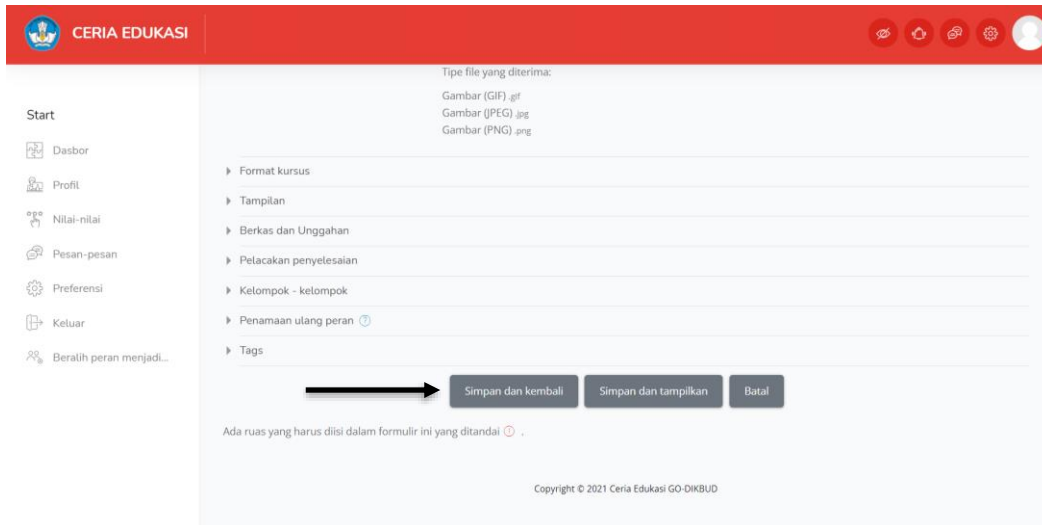 CERIA EDUKASI
Tipe file yang diterima:
Gambar (GIF) .gif
Gambar (JPEG) .jpg
Gambar (PNG) .png
Start
Dasbor
Profil
Nilai-nilai
Pesan-pesan
Preferensi
Keluar
Beralih peran menjadi...
Format kursus
Tampilan
Berkas dan Unggahan
Pelacakan penyelesaian
Kelompok - kelompok
Penamaan ulang peran
Tags
Simpan dan kembali Simpan dan tampilkan Batal
Ada ruas yang harus diisi dalam formulir ini yang ditandai .
Copyright © 2021 Ceria Edukasi GO-DIKBUD